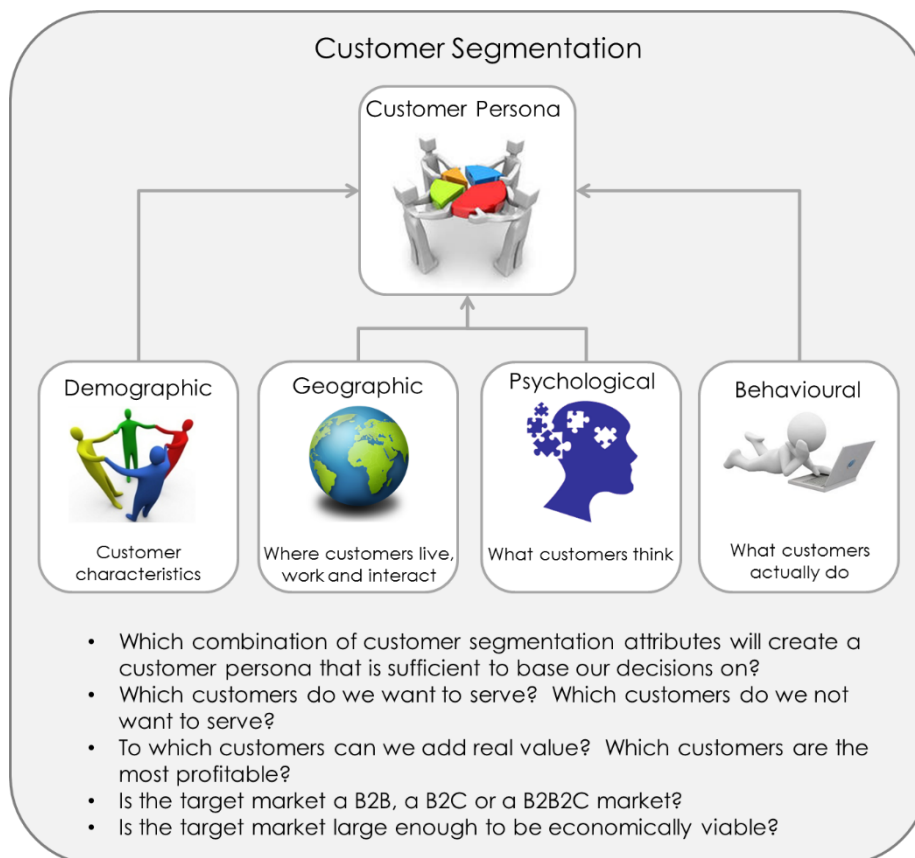 Customer Segmentation
Customer Persona
Demographic
Customer
characteristics
Geographic
Where customers live,
work and interact
Psychological
What customers think
Behavioural
What customers
actually do
• Which combination of customer segmentation attributes will create a
customer persona that is sufficient to base our decisions on?
• Which customers do we want to serve? Which customers do we not
want to serve?
• To which customers can we add real value? Which customers are the
most profitable?
• Is the target market a B2B, a B2C or a B2B2C market?
• Is the target market large enough to be economically viable?